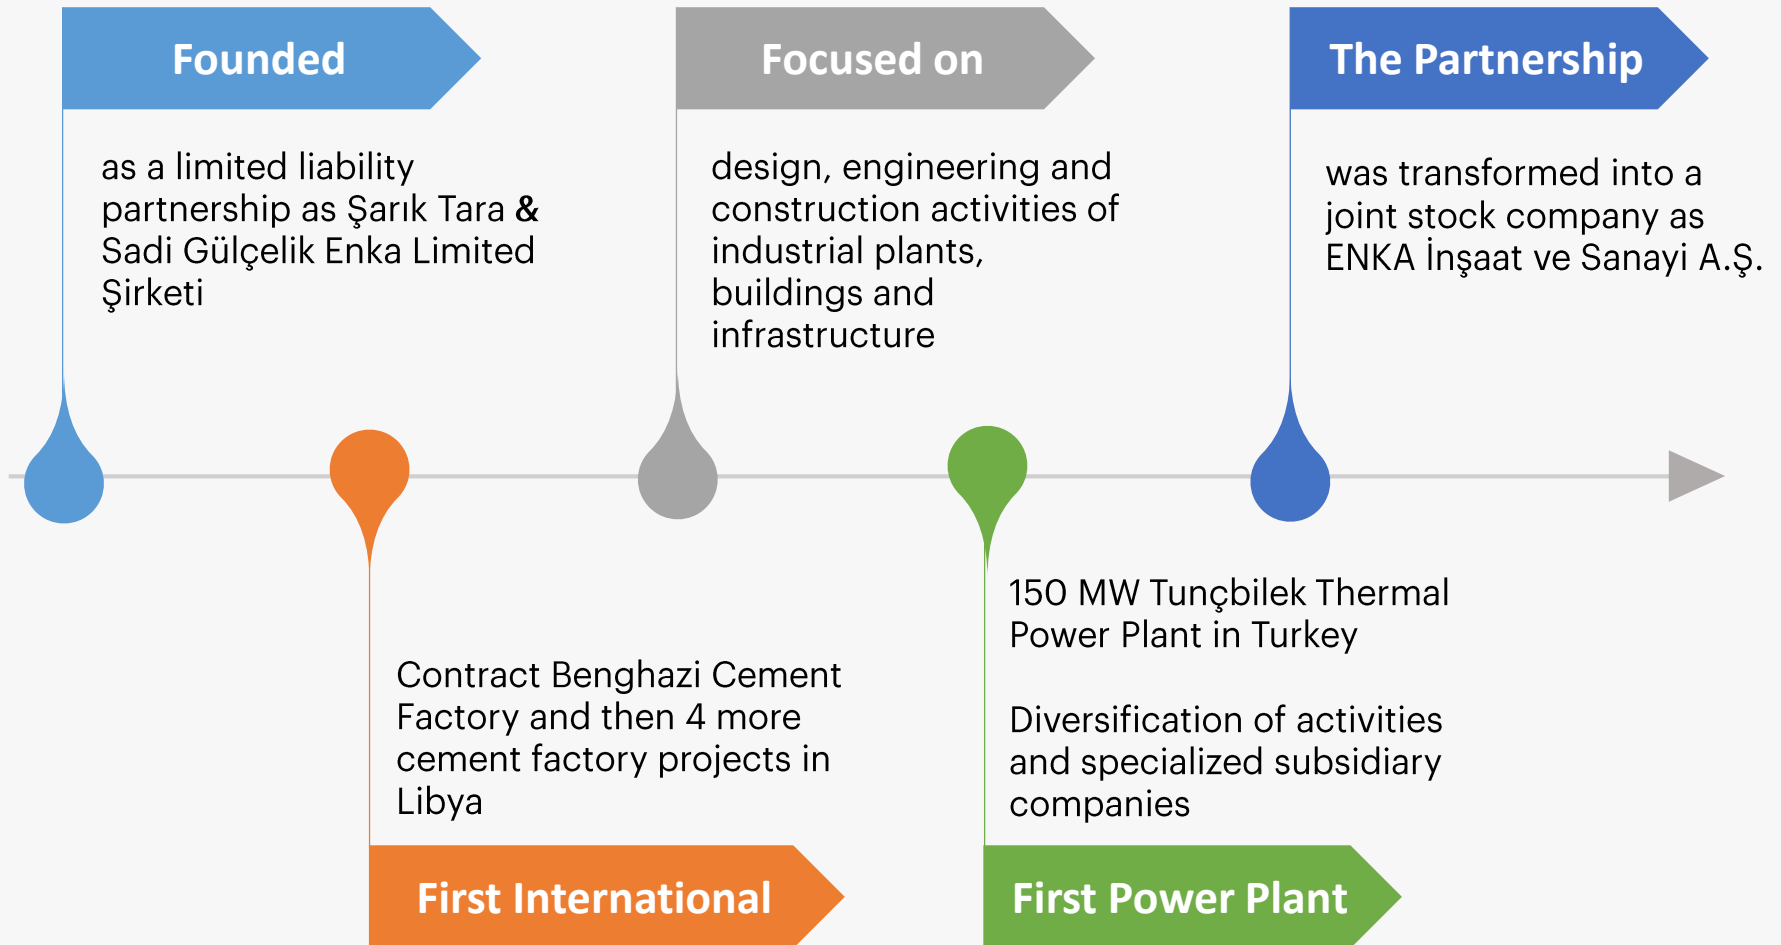 Founded
as a limited liability
partnership as Şarık Tara &
Sadi Gülçelik Enka Limited
Şirketi
Focused on
design, engineering and
construction activities of
industrial plants,
buildings and
infrastructure
The Partnership
was transformed into a
joint stock company as
ENKA İnşaat ve Sanayi A.Ş.
Contract Benghazi Cement
Factory and then 4 more
cement factory projects in
Libya
First International
150 MW Tunçbilek Thermal
Power Plant in Turkey
Diversification of activities
and specialized subsidiary
companies
First Power Plant